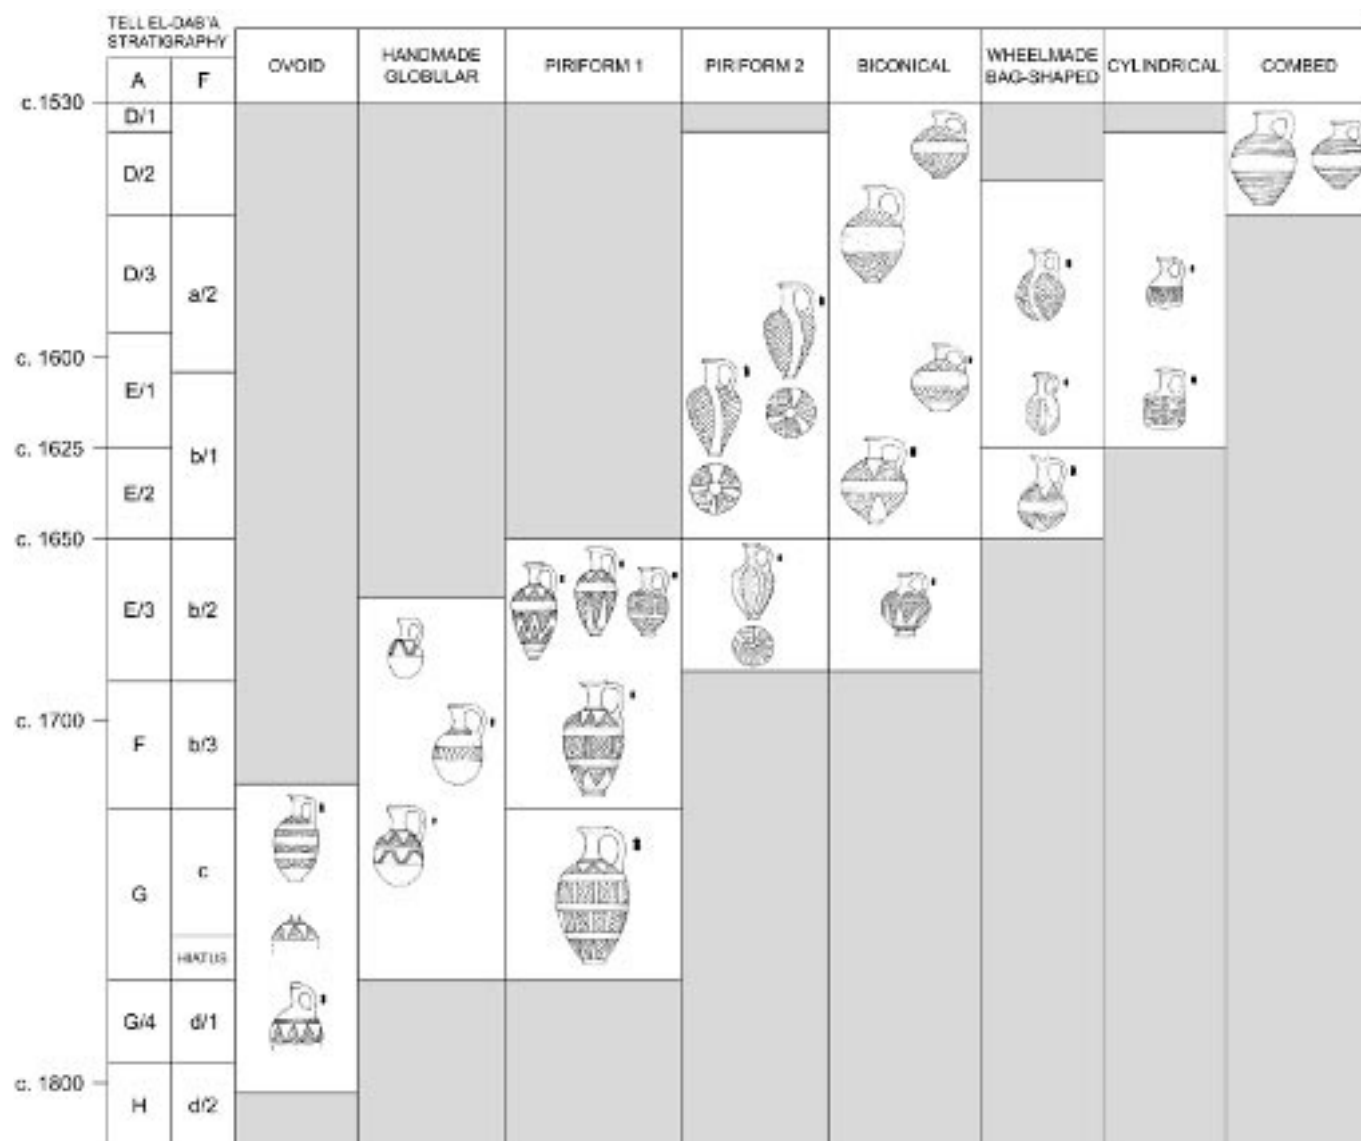 TELL EL-DAB'A
STRATIGRAPHY
A
F
OVOID
HANDMADE
GLOBULAR
PIRIFORM 1
PIRIFORM 2
BICONICAL
WHEELMADE
BAG-SHAPED
CYLINDRICAL
COMBED
c.1530
D/1
D/2
D/3
a/2
c. 1600
E/1
c. 1625
b/1
E/2
c. 1650
E/3
b/2
c. 1700
F
b/3
G
c
HIATUS
G/4
d/1
c. 1800
H
d/2